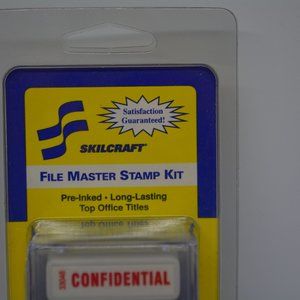 Satisfaction
Guaranteed!
SKILCRAFT
FILE MASTER STAMP KIT
Pre-Inked • Long-Lasting
Top Office Titles
CONFIDENTIAL